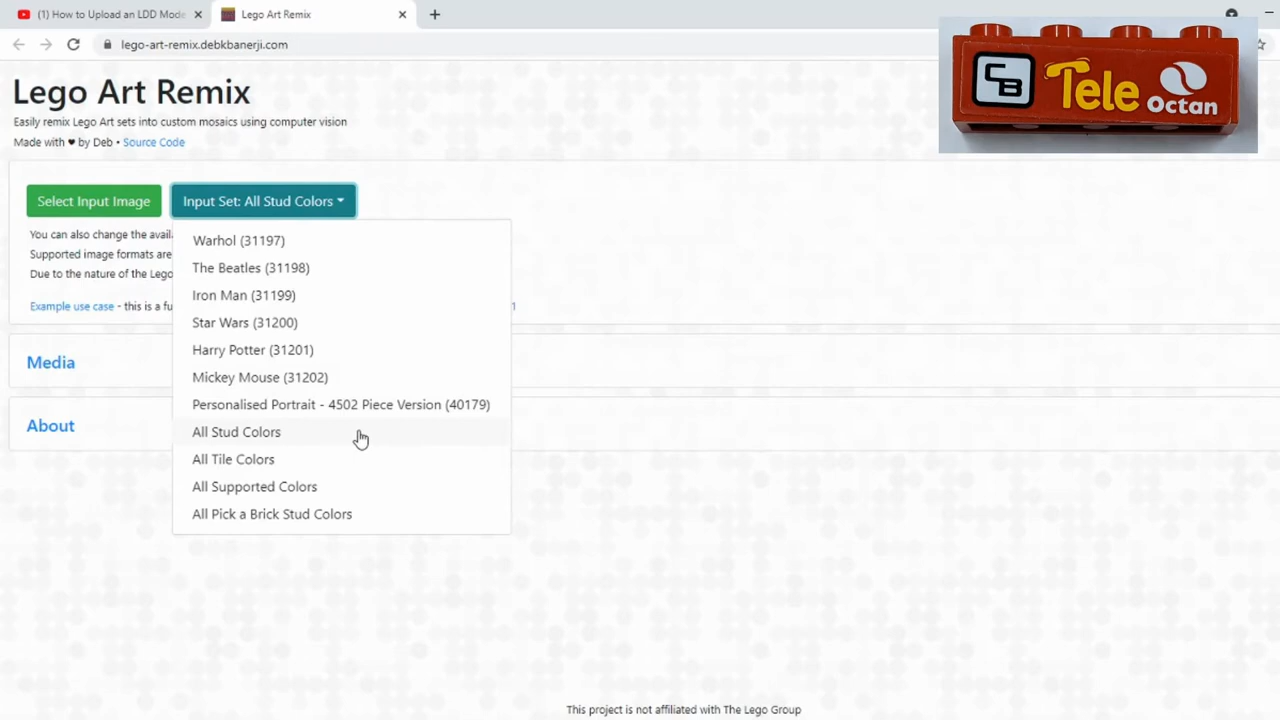 (1) How to Upload an LDD Mode
Lego Art Remix
lego-art-remix.debkbanerji.com
Lego Art Remix
Easily remix Lego Art sets into custom mosaics using computer vision
Made with ♥ by Deb • Source Code
CB
Tele
Octan
Select Input Image
Input Set: All Stud Colors
You can also change the avail
Supported image formats are
Due to the nature of the Lego
Example use case - this is a fu
1
Warhol (31197)
The Beatles (31198)
Iron Man (31199)
Star Wars (31200)
Harry Potter (31201)
Mickey Mouse (31202)
Personalised Portrait - 4502 Piece Version (40179)
All Stud Colors
All Tile Colors
All Supported Colors
All Pick a Brick Stud Colors
Media
About
This project is not affiliated with The Lego Group